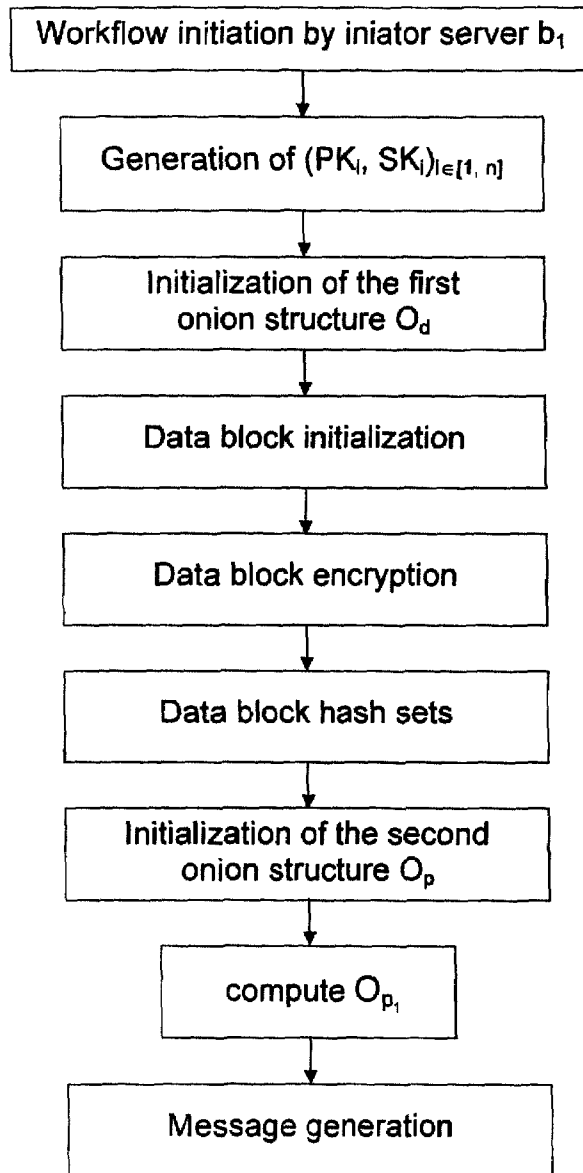 Workflow initiation by iniator server b₁
Generation of (PKᵢ, SKᵢ)ᵢ∈[1, n]
Initialization of the first
onion structure O_d
Data block initialization
Data block encryption
Data block hash sets
Initialization of the second
onion structure Oₚ
compute Oₚ₁
Message generation